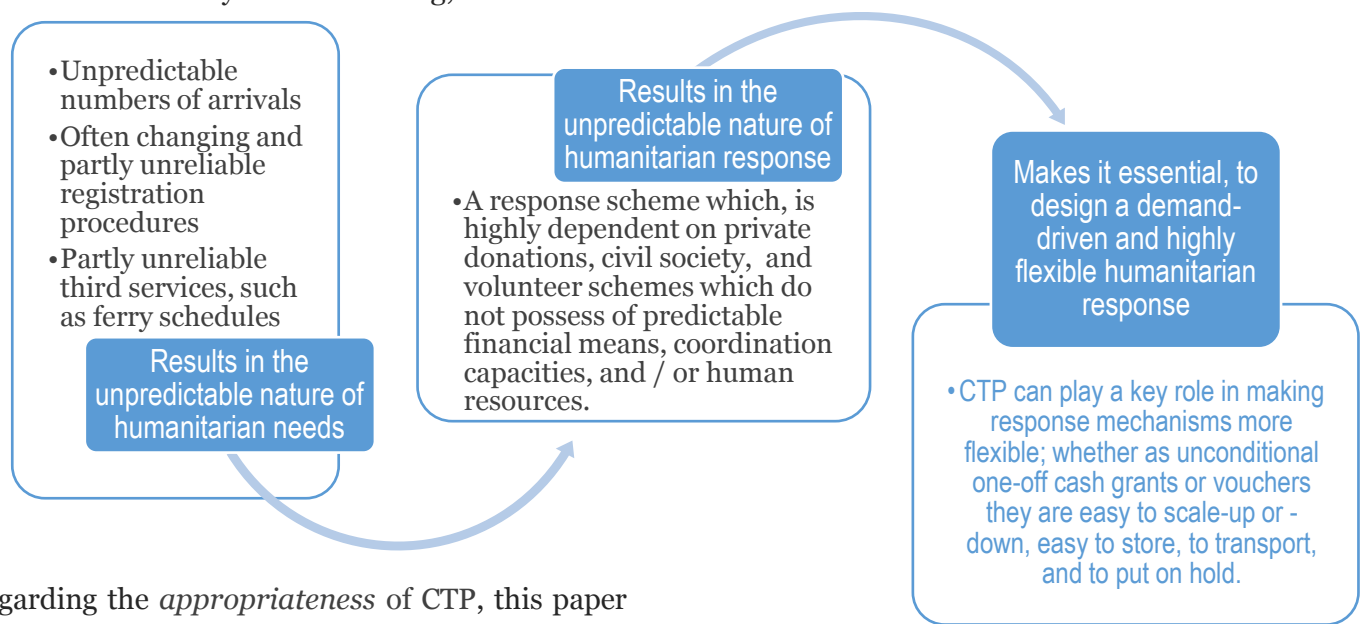 •Unpredictable
numbers of arrivals
•Often changing and
partly unreliable
registration
procedures
•Partly unreliable
third services, such
as ferry schedules
Results in the
unpredictable nature of
humanitarian needs
Results in the
unpredictable nature of
humanitarian response
•A response scheme which, is
highly dependent on private
donations, civil society, and
volunteer schemes which do
not possess of predictable
financial means, coordination
capacities, and / or human
resources.
Makes it essential, to
design a demand-
driven and highly
flexible humanitarian
response
•CTP can play a key role in making
response mechanisms more
flexible; whether as unconditional
one-off cash grants or vouchers
they are easy to scale-up or -
down, easy to store, to transport,
and to put on hold.
garding the appropriateness of CTP, this paper